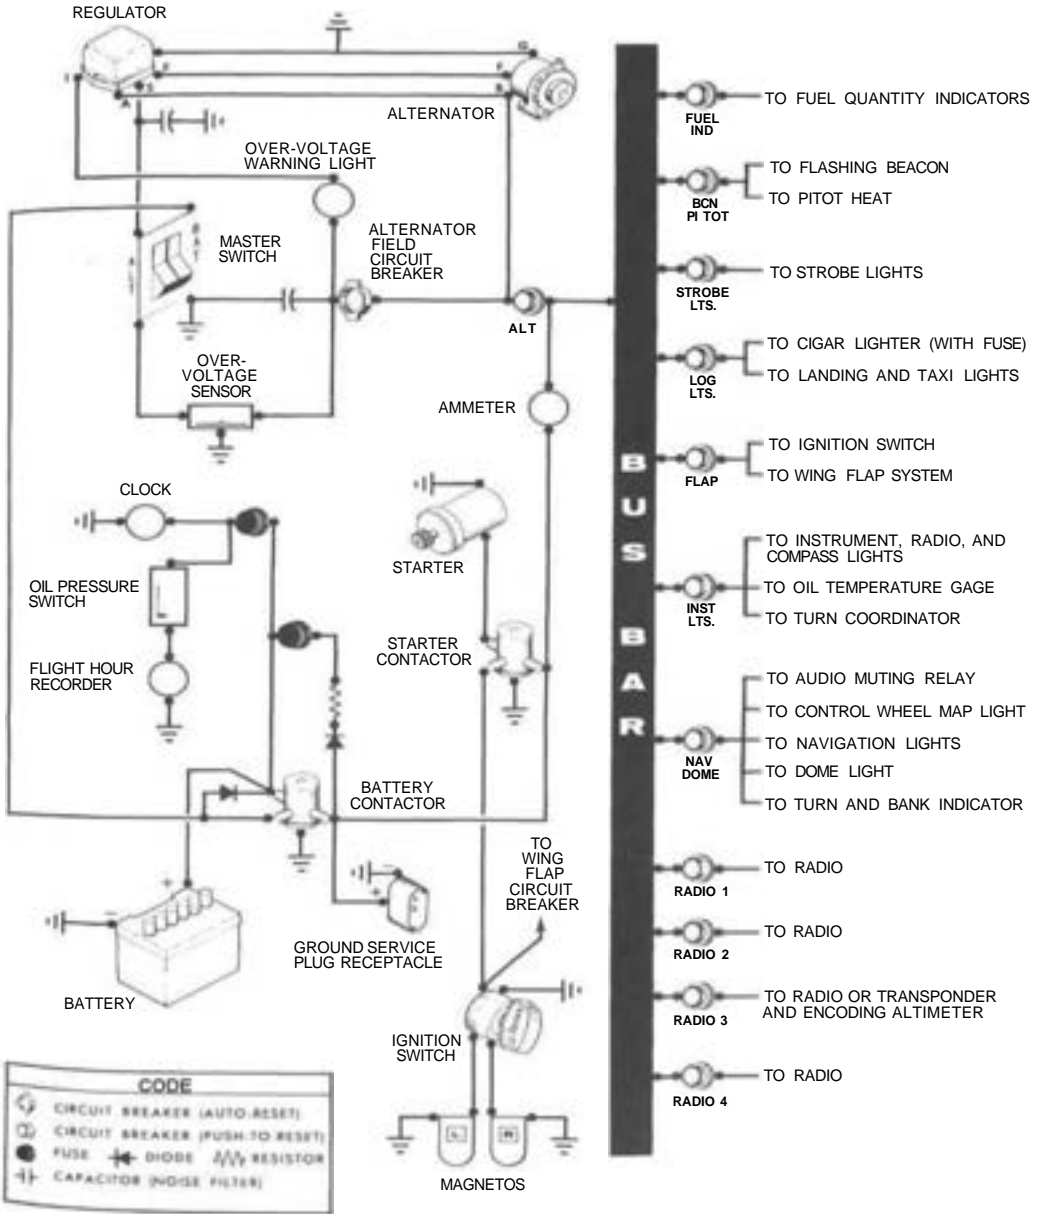 REGULATOR
G
I
F
S
A
F
B
ALTERNATOR
OVER-VOLTAGE
WARNING LIGHT
MASTER
SWITCH
BAT
ALT
ALTERNATOR
FIELD
CIRCUIT
BREAKER
ALT
OVER-
VOLTAGE
SENSOR
AMMETER
CLOCK
OIL PRESSURE
SWITCH
FLIGHT HOUR
RECORDER
STARTER
STARTER
CONTACTOR
BATTERY
CONTACTOR
TO
WING
FLAP
CIRCUIT
BREAKER
+
−
BATTERY
−
+
GROUND SERVICE
PLUG RECEPTACLE
IGNITION
SWITCH
L
R
MAGNETOS
BUS BAR
FUEL
IND
TO FUEL QUANTITY INDICATORS
BCN
PI TOT
TO FLASHING BEACON
TO PITOT HEAT
STROBE
LTS.
TO STROBE LIGHTS
LOG
LTS.
TO CIGAR LIGHTER (WITH FUSE)
TO LANDING AND TAXI LIGHTS
FLAP
TO IGNITION SWITCH
TO WING FLAP SYSTEM
INST
LTS.
TO INSTRUMENT, RADIO, AND
COMPASS LIGHTS
TO OIL TEMPERATURE GAGE
TO TURN COORDINATOR
NAV
DOME
TO AUDIO MUTING RELAY
TO CONTROL WHEEL MAP LIGHT
TO NAVIGATION LIGHTS
TO DOME LIGHT
TO TURN AND BANK INDICATOR
RADIO 1
TO RADIO
RADIO 2
TO RADIO
RADIO 3
TO RADIO OR TRANSPONDER
AND ENCODING ALTIMETER
RADIO 4
TO RADIO
CODE
CIRCUIT BREAKER (AUTO-RESET)
CIRCUIT BREAKER (PUSH-TO-RESET)
FUSE DIODE RESISTOR
CAPACITOR (NOISE FILTER)